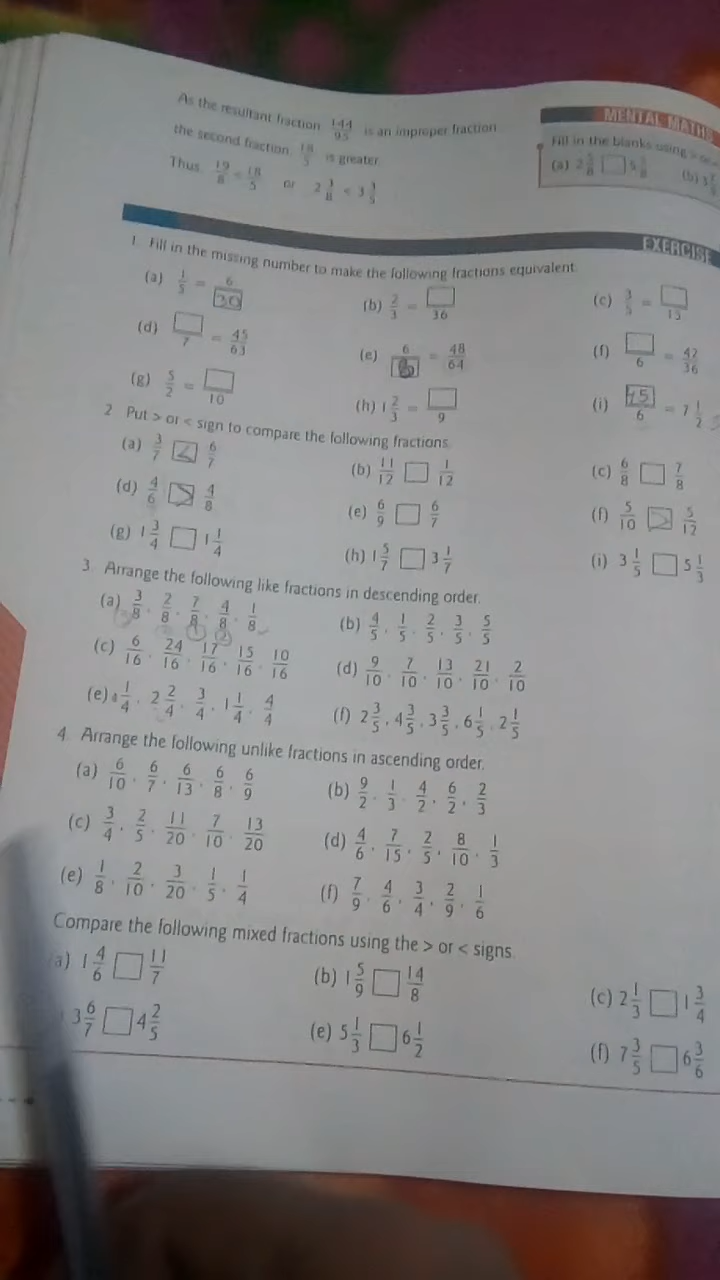 As the resultant fraction 144/95 is an improper fraction
the second fraction 18/5 is greater
Thus 19/8 < 18/5 or 2 3/8 < 3 3/5
MENTAL MATHS
Fill in the blanks using
(a) 2 □ 5 (b) 3
EXERCISE
1. Fill in the missing number to make the following fractions equivalent
(a) 1/5 = 6/30 (b) 2/3 = □/36 (c) 3/5 = □/15
(d) □/7 = 45/63 (e) 6/8 = 48/64 (f) □/6 = 42/36
(g) 5/2 = □/10 (h) 1 2/3 = □/9 (i) 45/6 = 7 1/2
2 Put > or < sign to compare the following fractions
(a) 3/7 < 6/7 (b) 11/12 □ 1/12 (c) 6/8 □ 7/8
(d) 4/6 > 4/8 (e) 6/9 □ 6/7 (f) 5/10 > 5/12
(g) 1 3/4 □ 1 1/4 (h) 1 5/7 □ 3 1/7 (i) 3 1/5 □ 5 1/3
3. Arrange the following like fractions in descending order.
(a) 3/8, 2/8, 7/8, 4/8, 1/8 (b) 4/5, 1/5, 2/5, 3/5, 5/5
(c) 6/16, 24/16, 17/16, 15/16, 10/16 (d) 9/10, 7/10, 13/10, 21/10, 2/10
(e) 1/4, 2 2/4, 3/4, 1 1/4, 4/4 (f) 2 3/5, 4 3/5, 3 3/5, 6 1/5, 2 1/5
4. Arrange the following unlike fractions in ascending order.
(a) 6/10, 6/7, 6/13, 6/8, 6/9 (b) 9/2, 1/3, 4/2, 6/2, 2/3
(c) 3/4, 2/5, 11/20, 7/10, 13/20 (d) 4/6, 7/15, 2/5, 8/10, 1/3
(e) 1/8, 2/10, 3/20, 1/5, 1/4 (f) 7/9, 4/6, 3/4, 2/9, 1/6
Compare the following mixed fractions using the > or < signs.
a) 1 4/6 □ 11/7 (b) 1 5/9 □ 14/8 (c) 2 1/3 □ 1 3/4
3 6/7 □ 4 2/5 (e) 5 1/3 □ 6 1/2 (f) 7 3/5 □ 6 3/6